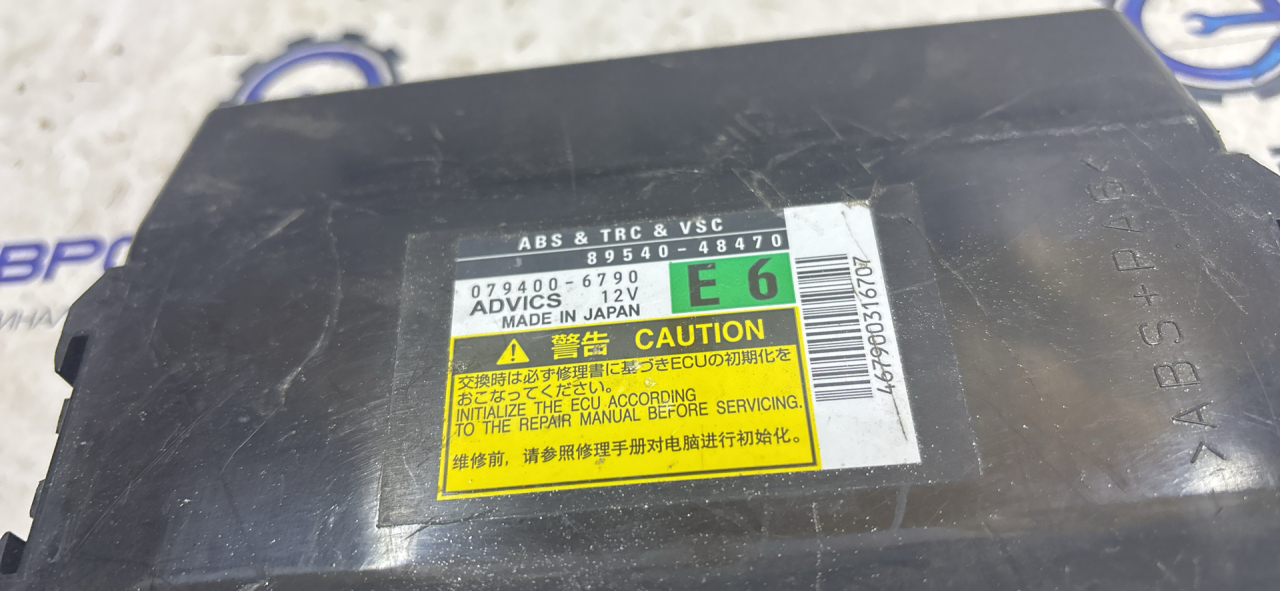 ABS & TRC & VSC
89540-48470
079400-6790
ADVICS 12V
MADE IN JAPAN
E 6
警告 CAUTION
交換時は必ず修理書に基づきECUの初期化を
おこなってください。
INITIALIZE THE ECU ACCORDING
TO THE REPAIR MANUAL BEFORE SERVICING.
维修前，请参照修理手册对电脑进行初始化。
4679000316707
>ABS+PA6<
ВРО
ИНАЛ